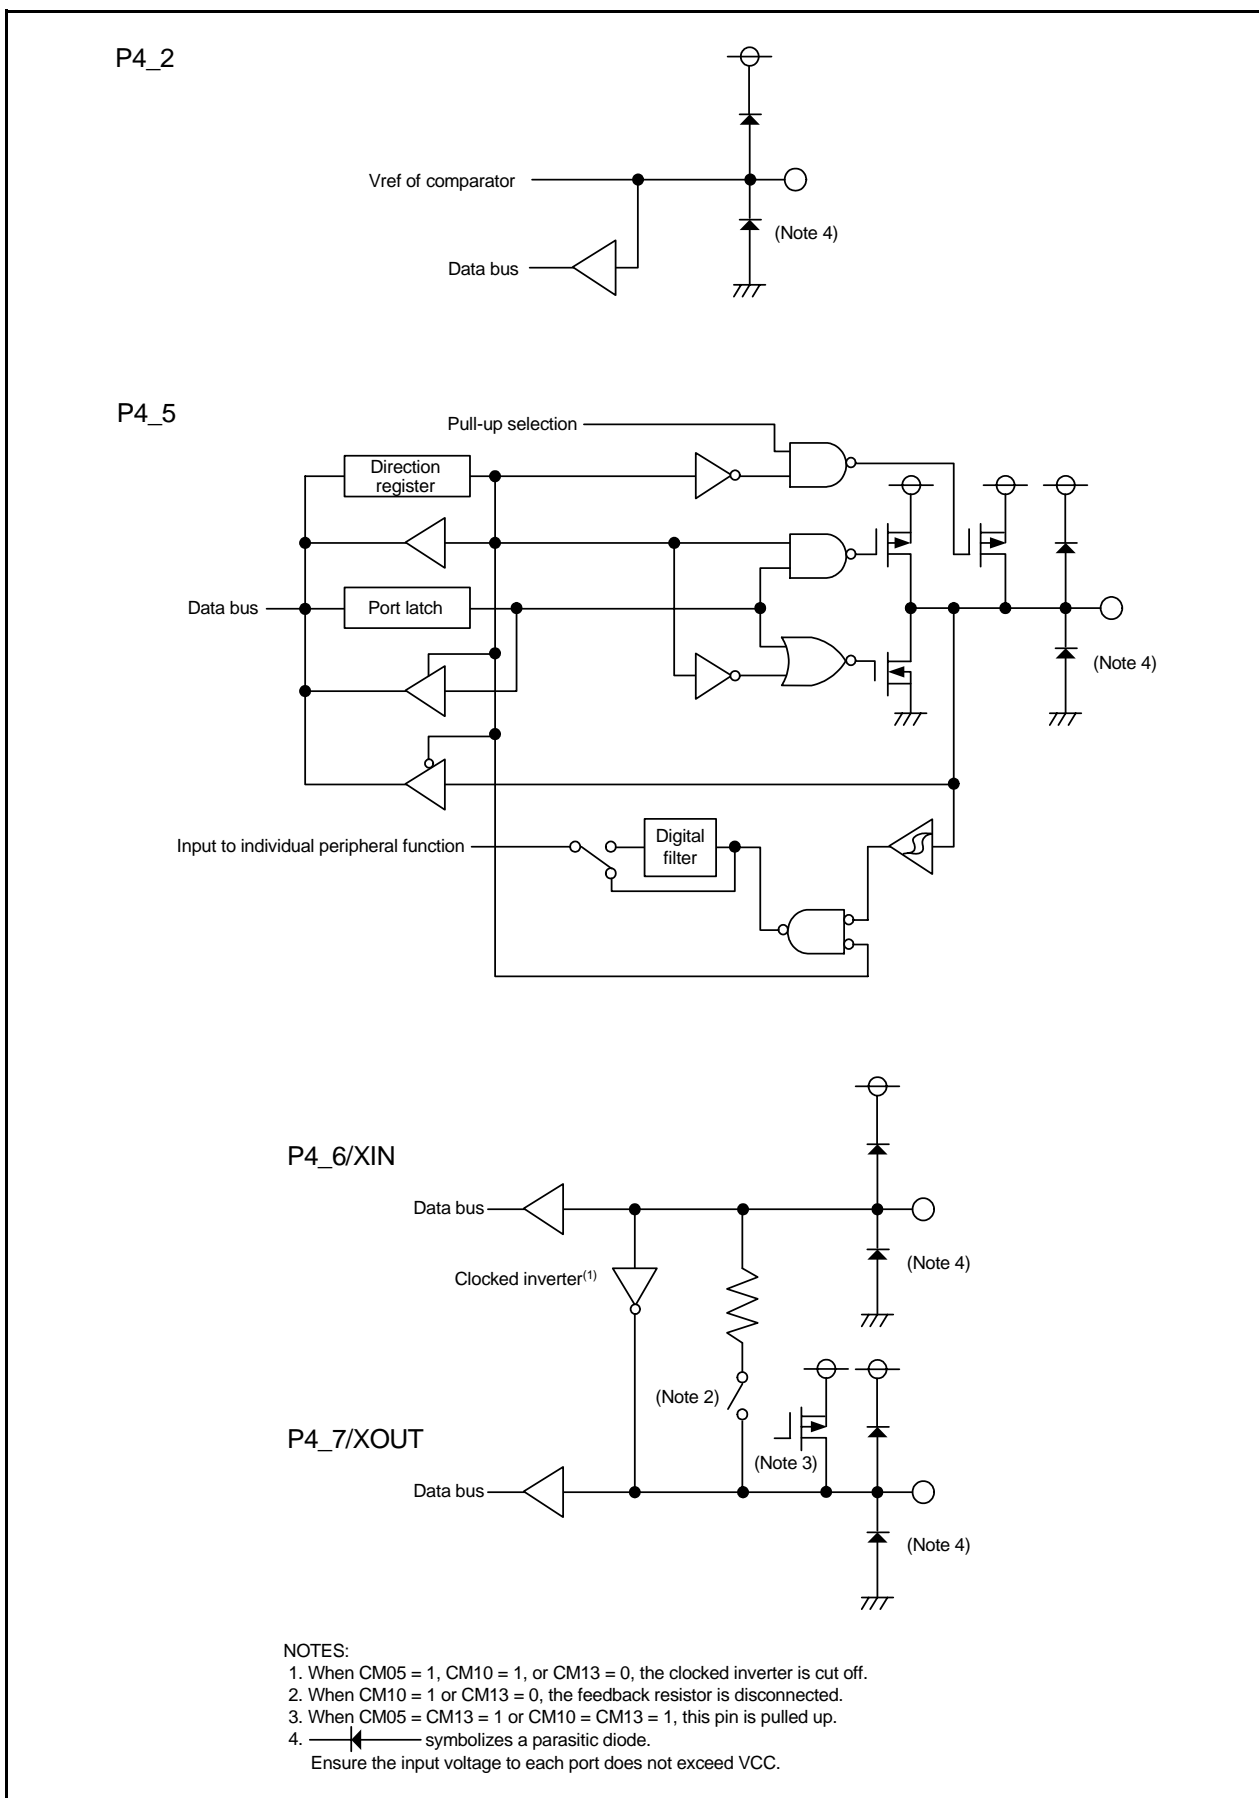 P4_2
Vref of comparator
(Note 4)
Data bus
P4_5
Pull-up selection
Direction
register
Data bus
Port latch
(Note 4)
Input to individual peripheral function
Digital
filter
P4_6/XIN
Data bus
(Note 4)
Clocked inverter(1)
(Note 2)
P4_7/XOUT
(Note 3)
Data bus
(Note 4)
NOTES:
1. When CM05 = 1, CM10 = 1, or CM13 = 0, the clocked inverter is cut off.
2. When CM10 = 1 or CM13 = 0, the feedback resistor is disconnected.
3. When CM05 = CM13 = 1 or CM10 = CM13 = 1, this pin is pulled up.
4. symbolizes a parasitic diode.
Ensure the input voltage to each port does not exceed VCC.